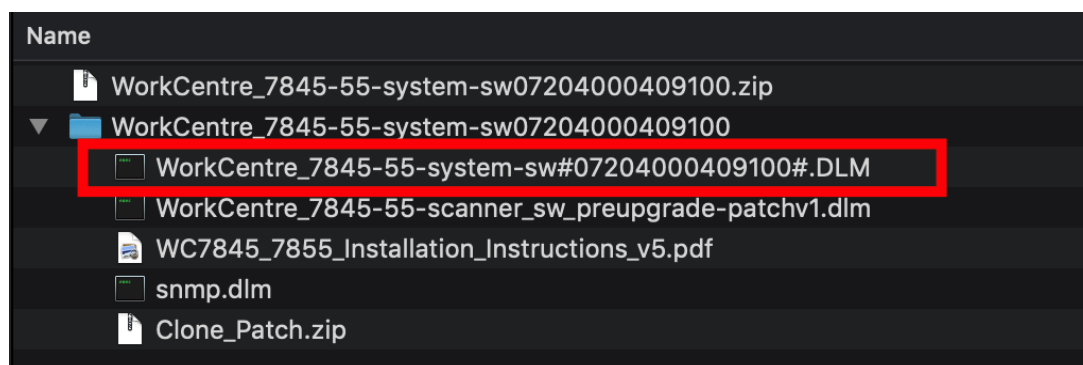 Name
WorkCentre_7845-55-system-sw07204000409100.zip
WorkCentre_7845-55-system-sw07204000409100
WorkCentre_7845-55-system-sw#07204000409100#.DLM
WorkCentre_7845-55-scanner_sw_preupgrade-patchv1.dlm
WC7845_7855_Installation_Instructions_v5.pdf
snmp.dlm
Clone_Patch.zip